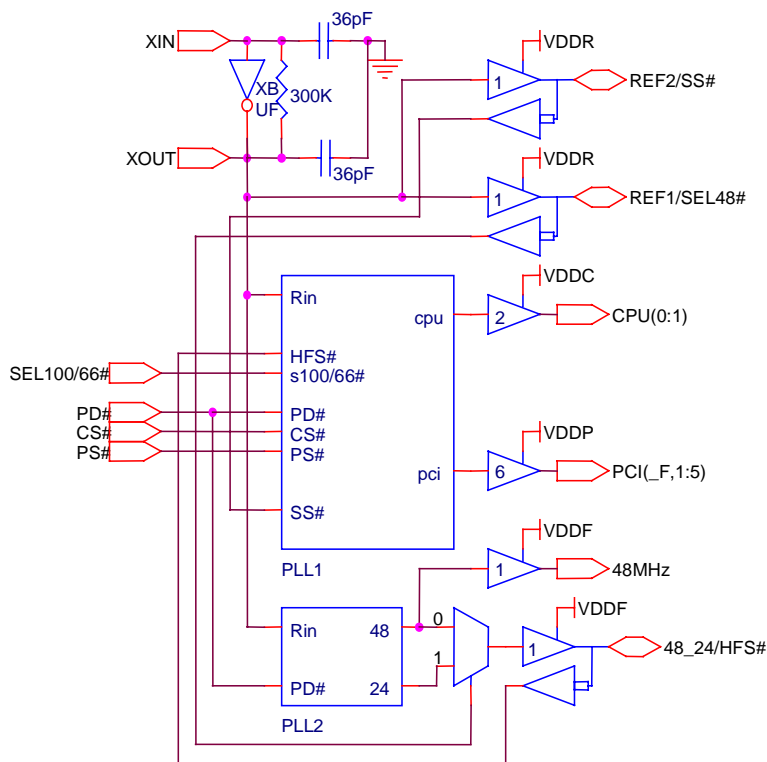 36pF
XIN
VDDR
XB
UF
300K
1
REF2/SS#
XOUT
36pF
VDDR
1
REF1/SEL48#
Rin
VDDC
cpu
2
CPU(0:1)
HFS#
SEL100/66#
s100/66#
PD#
PD#
CS#
CS#
PS#
PS#
VDDP
pci
6
PCI(_F,1:5)
SS#
VDDF
PLL1
1
48MHz
VDDF
Rin
48
0
1
48_24/HFS#
1
PD#
24
PLL2